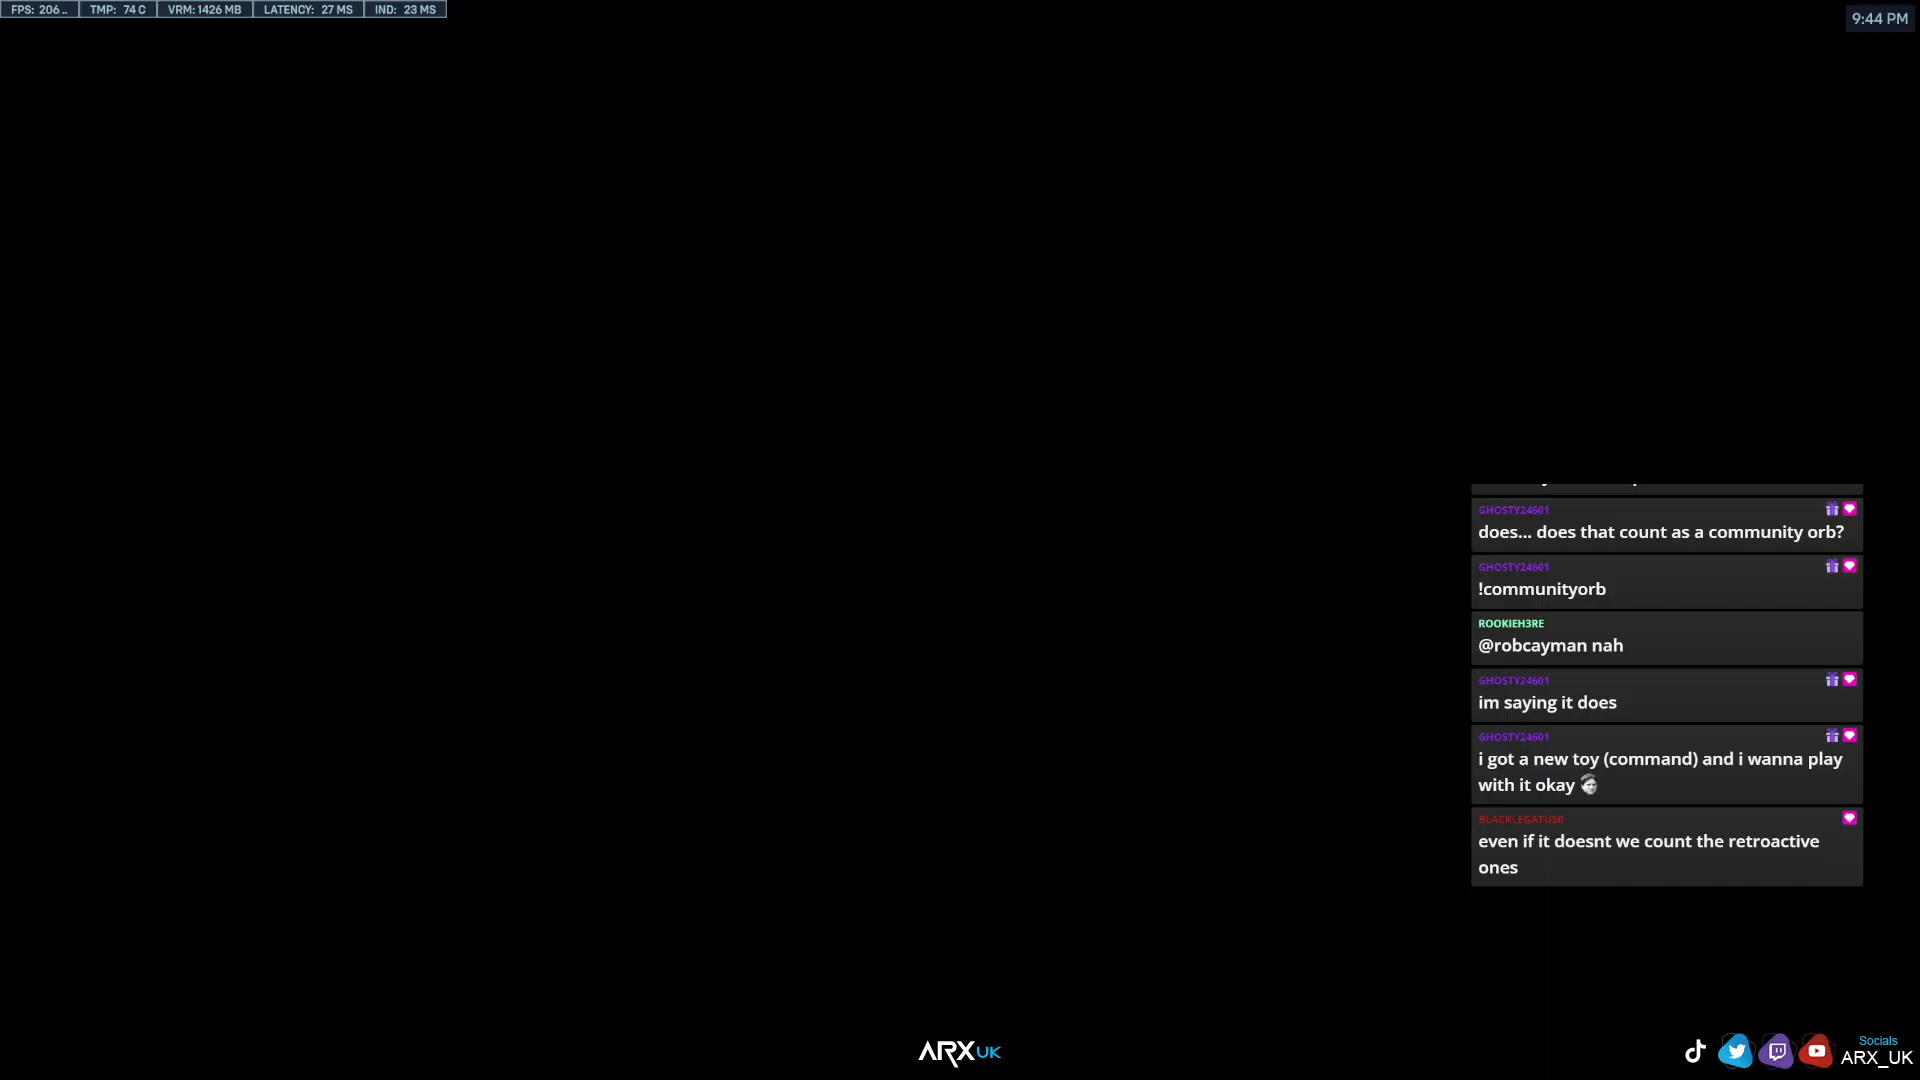 FPS: 206 ..
TMP: 74 C
VRM: 1426 MB
LATENCY: 27 MS
IND: 23 MS
9:44 PM
GHOSTY24601
does... does that count as a community orb?
GHOSTY24601
!communityorb
ROOKIEH3RE
@robcayman nah
GHOSTY24601
im saying it does
GHOSTY24601
i got a new toy (command) and i wanna play
with it okay
BLACKLEGATUS0
even if it doesnt we count the retroactive
ones
ARX UK
Socials
ARX_UK